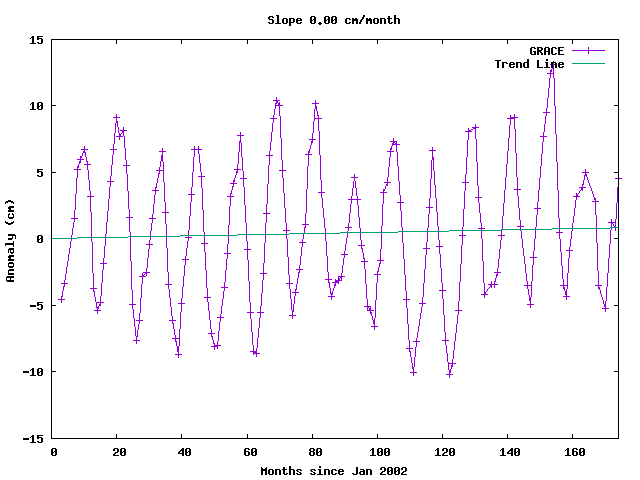 Slope 0.00 cm/month
GRACE
Trend Line
15
10
5
0
-5
-10
-15
Anomaly (cm)
0 20 40 60 80 100 120 140 160
Months since Jan 2002